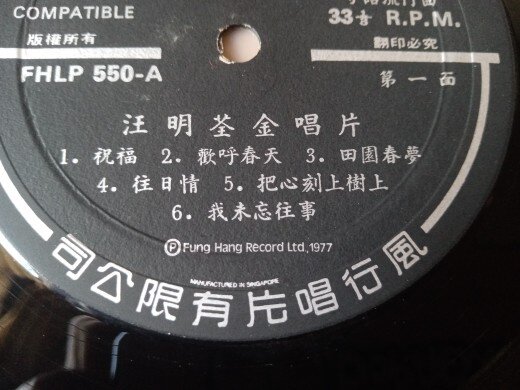 COMPATIBLE
33⅓ R.P.M.
版權所有
翻印必究
FHLP 550-A
第一面
汪明荃金唱片
1. 祝福 2. 歡呼春天 3. 田園春夢
4. 往日情 5. 把心刻上樹上
6. 我未忘往事
Ⓟ Fung Hang Record Ltd., 1977
MANUFACTURED IN SINGAPORE
風行唱片有限公司